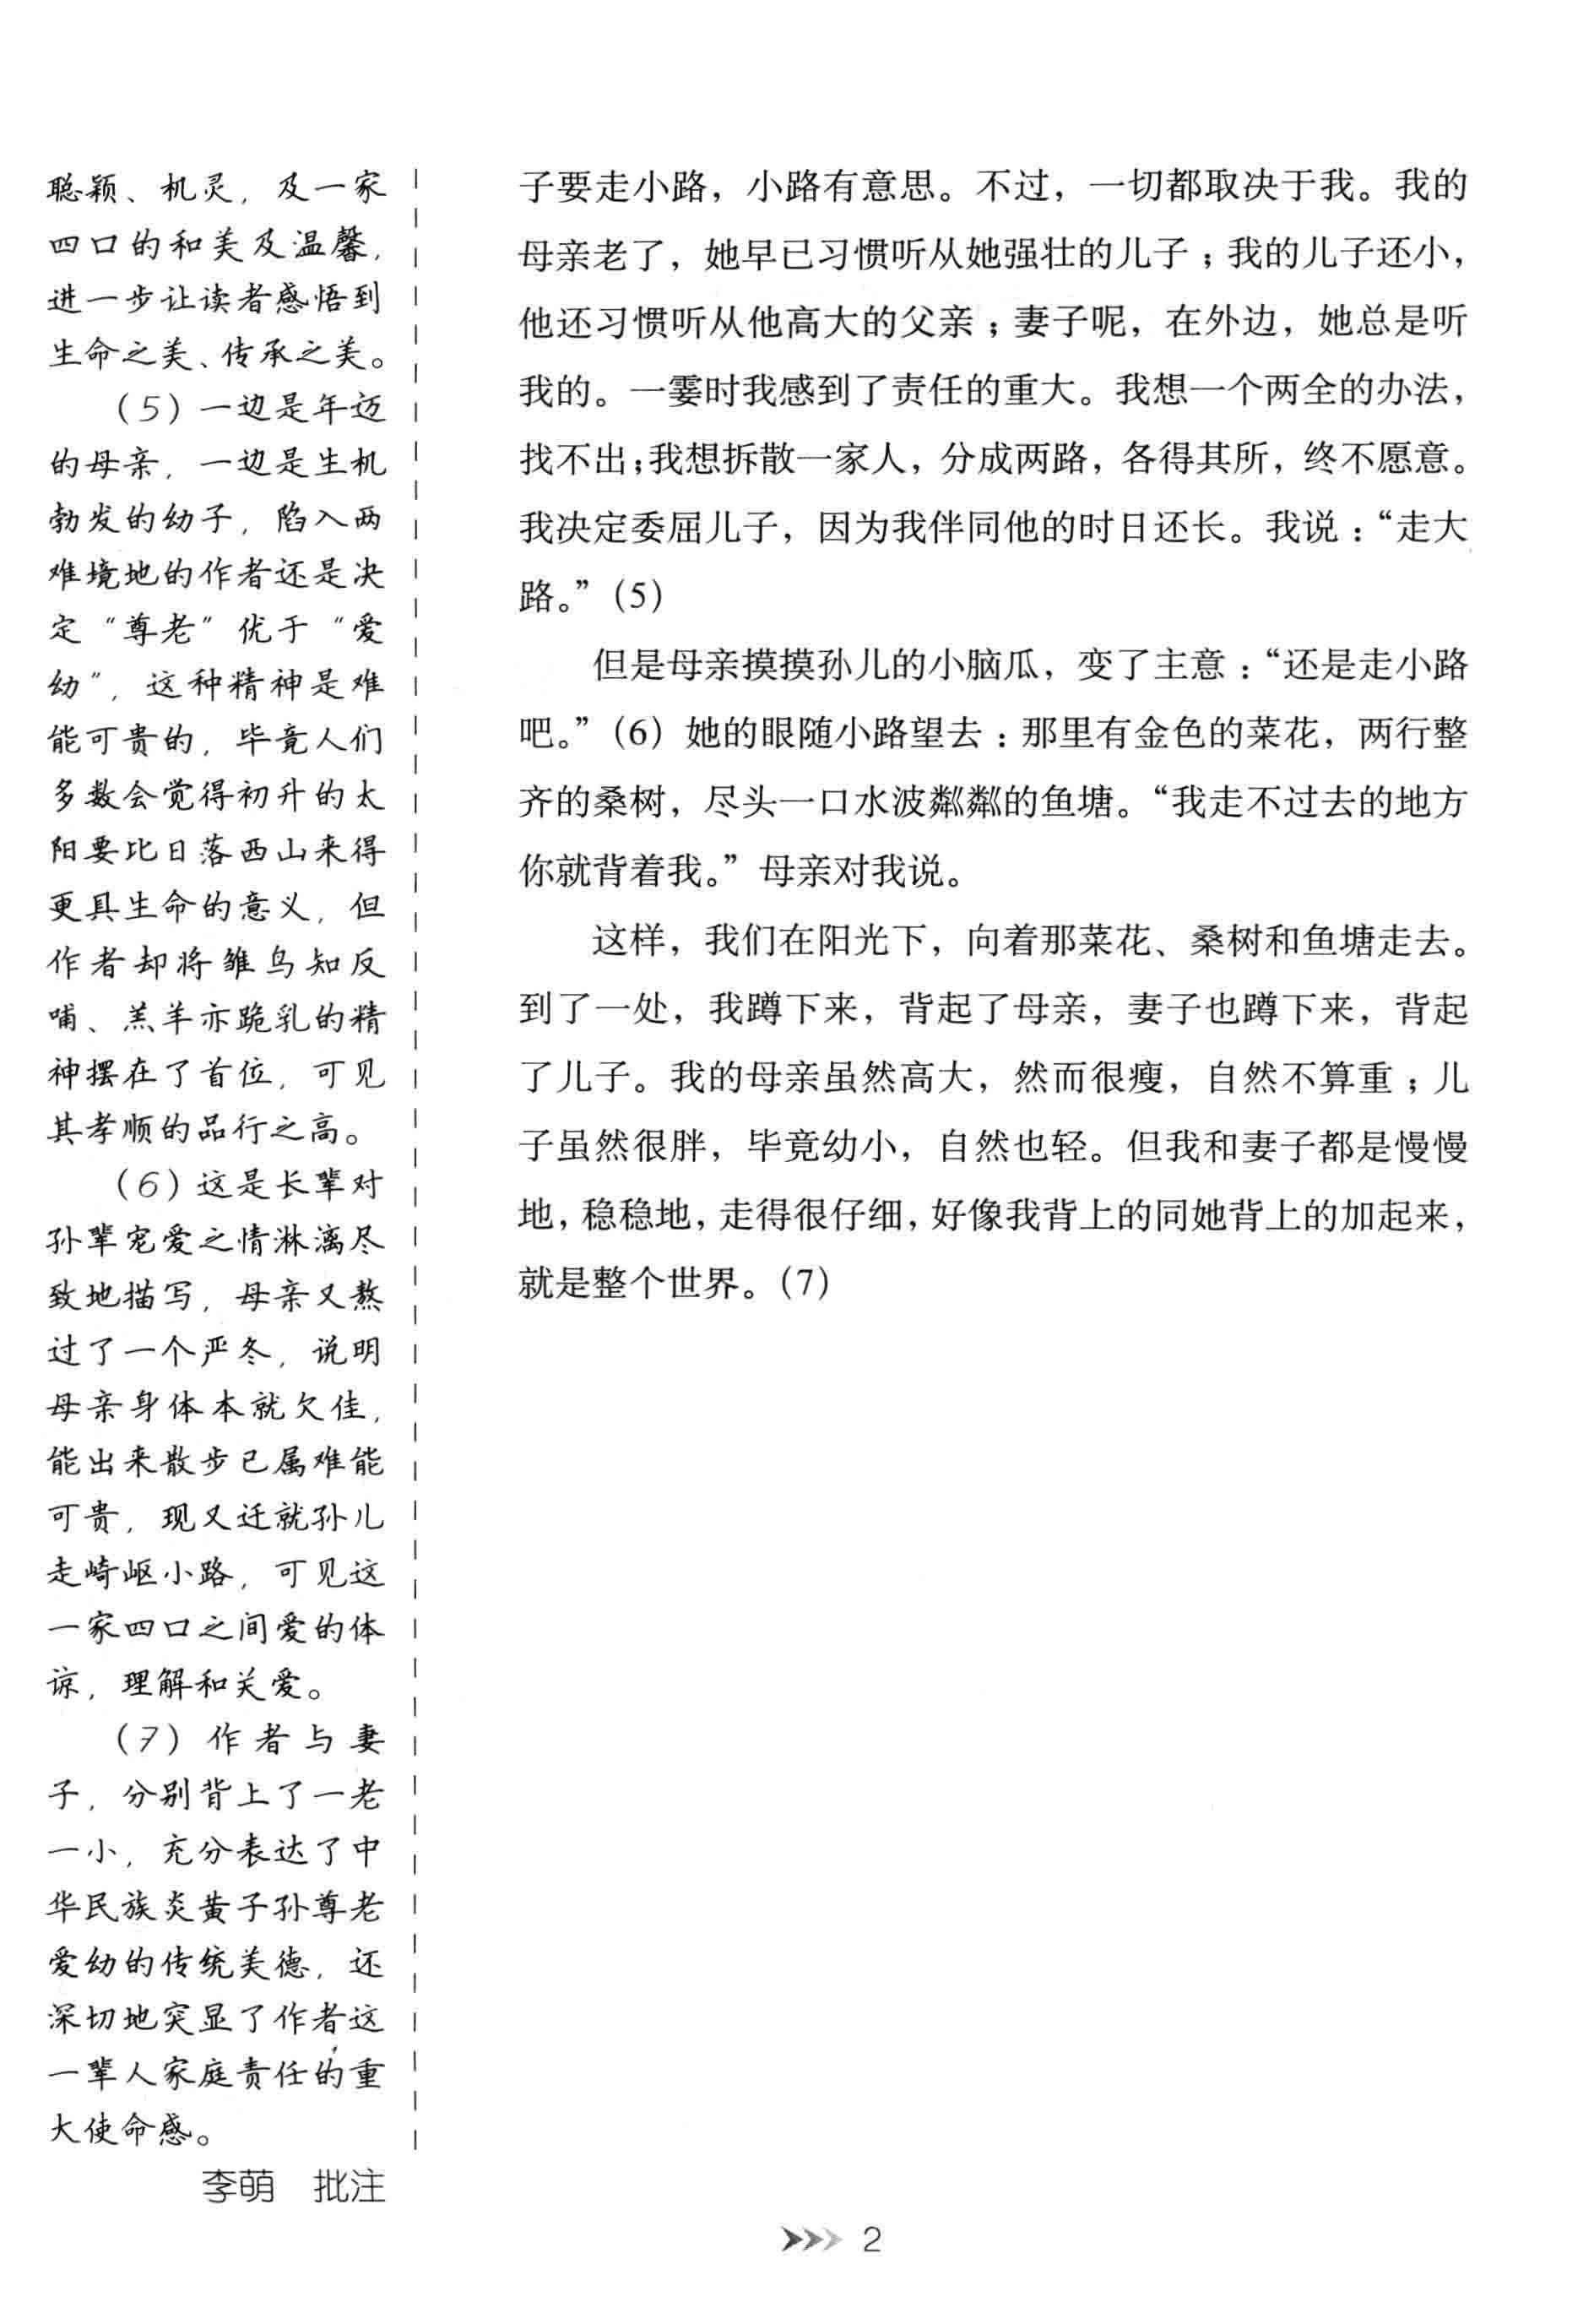 聪颖、机灵，及一家
四口的和美及温馨，
进一步让读者感悟到
生命之美、传承之美。
（5）一边是年迈
的母亲，一边是生机
勃发的幼子，陷入两
难境地的作者还是决
定“尊老”优于“爱
幼”，这种精神是难
能可贵的，毕竟人们
多数会觉得初升的太
阳要比日落西山来得
更具生命的意义，但
作者却将雏鸟知反
哺、羔羊亦跪乳的精
神摆在了首位，可见
其孝顺的品行之高。
（6）这是长辈对
孙辈宠爱之情淋漓尽
致地描写，母亲又熬
过了一个严冬，说明
母亲身体本就欠佳，
能出来散步已属难能
可贵，现又迁就孙儿
走崎岖小路，可见这
一家四口之间爱的体
谅，理解和关爱。
（7）作者与妻
子，分别背上了一老
一小，充分表达了中
华民族炎黄子孙尊老
爱幼的传统美德，还
深切地突显了作者这
一辈人家庭责任的重
大使命感。
李萌　批注
子要走小路，小路有意思。不过，一切都取决于我。我的
母亲老了，她早已习惯听从她强壮的儿子；我的儿子还小，
他还习惯听从他高大的父亲；妻子呢，在外边，她总是听
我的。一霎时我感到了责任的重大。我想一个两全的办法，
找不出；我想拆散一家人，分成两路，各得其所，终不愿意。
我决定委屈儿子，因为我伴同他的时日还长。我说：“走大
路。”（5）
但是母亲摸摸孙儿的小脑瓜，变了主意：“还是走小路
吧。”（6）她的眼随小路望去：那里有金色的菜花，两行整
齐的桑树，尽头一口水波粼粼的鱼塘。“我走不过去的地方
你就背着我。”母亲对我说。
这样，我们在阳光下，向着那菜花、桑树和鱼塘走去。
到了一处，我蹲下来，背起了母亲，妻子也蹲下来，背起
了儿子。我的母亲虽然高大，然而很瘦，自然不算重；儿
子虽然很胖，毕竟幼小，自然也轻。但我和妻子都是慢慢
地，稳稳地，走得很仔细，好像我背上的同她背上的加起来，
就是整个世界。（7）
2